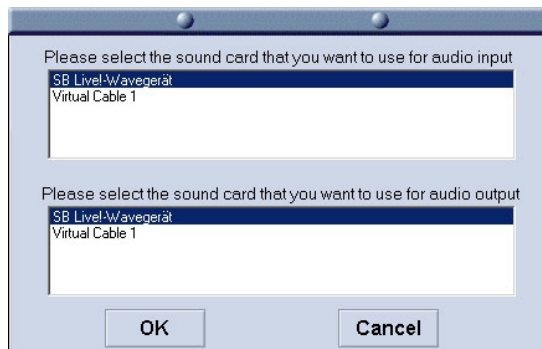 Please select the sound card that you want to use for audio input
SB Live!-Wavegerät
Virtual Cable 1
Please select the sound card that you want to use for audio output
SB Live!-Wavegerät
Virtual Cable 1
OK Cancel